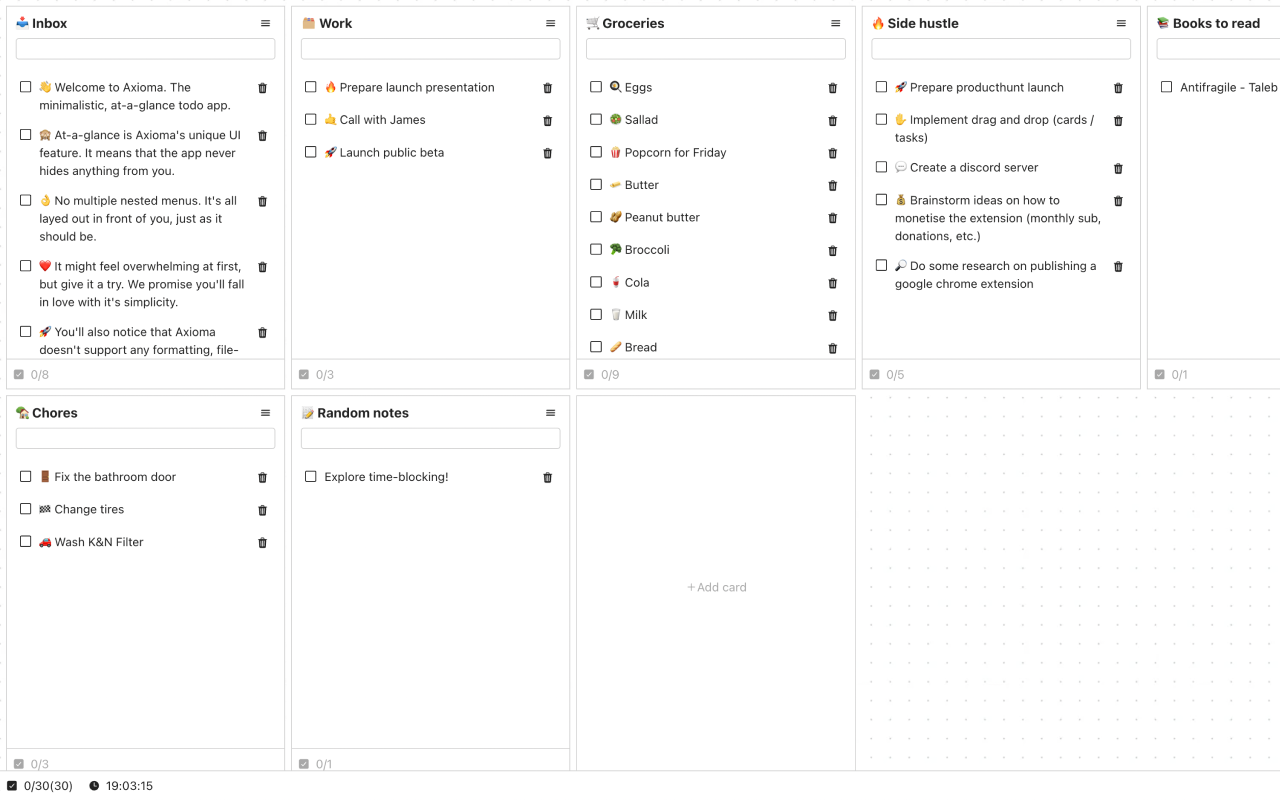 Inbox
Welcome to Axioma. The
minimalistic, at-a-glance todo app.
At-a-glance is Axioma's unique UI
feature. It means that the app never
hides anything from you.
No multiple nested menus. It's all
layed out in front of you, just as it
should be.
It might feel overwhelming at first,
but give it a try. We promise you'll fall
in love with it's simplicity.
You'll also notice that Axioma
doesn't support any formatting, file-
0/8
Work
Prepare launch presentation
Call with James
Launch public beta
0/3
Groceries
Eggs
Sallad
Popcorn for Friday
Butter
Peanut butter
Broccoli
Cola
Milk
Bread
0/9
Side hustle
Prepare producthunt launch
Implement drag and drop (cards /
tasks)
Create a discord server
Brainstorm ideas on how to
monetise the extension (monthly sub,
donations, etc.)
Do some research on publishing a
google chrome extension
0/5
Books to read
Antifragile - Taleb
0/1
Chores
Fix the bathroom door
Change tires
Wash K&N Filter
0/3
Random notes
Explore time-blocking!
0/1
+ Add card
0/30(30) 19:03:15